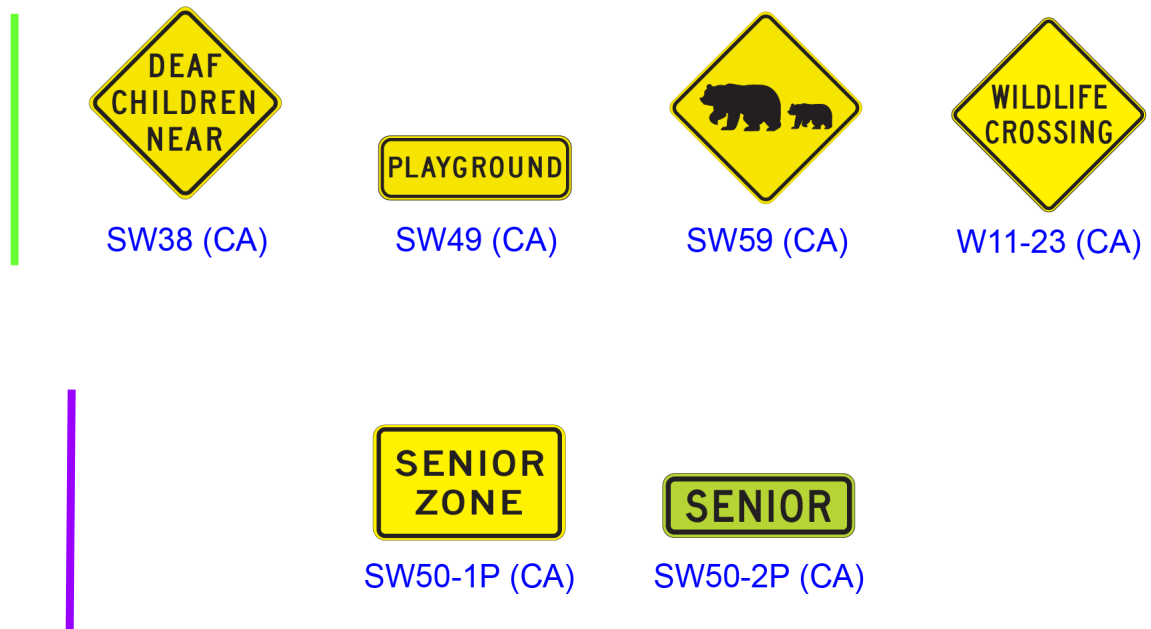 DEAF
CHILDREN
NEAR
PLAYGROUND
WILDLIFE
CROSSING
SW38 (CA)
SW49 (CA)
SW59 (CA)
W11-23 (CA)
SENIOR
ZONE
SENIOR
SW50-1P (CA)
SW50-2P (CA)